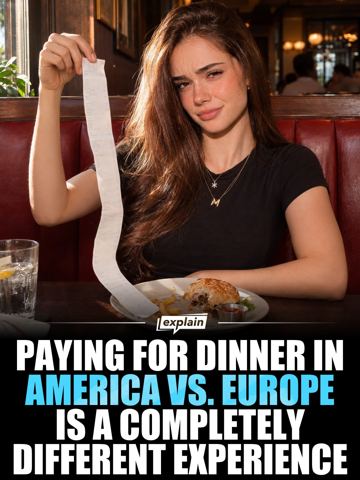 explain
PAYING FOR DINNER IN
AMERICA VS. EUROPE
IS A COMPLETELY
DIFFERENT EXPERIENCE